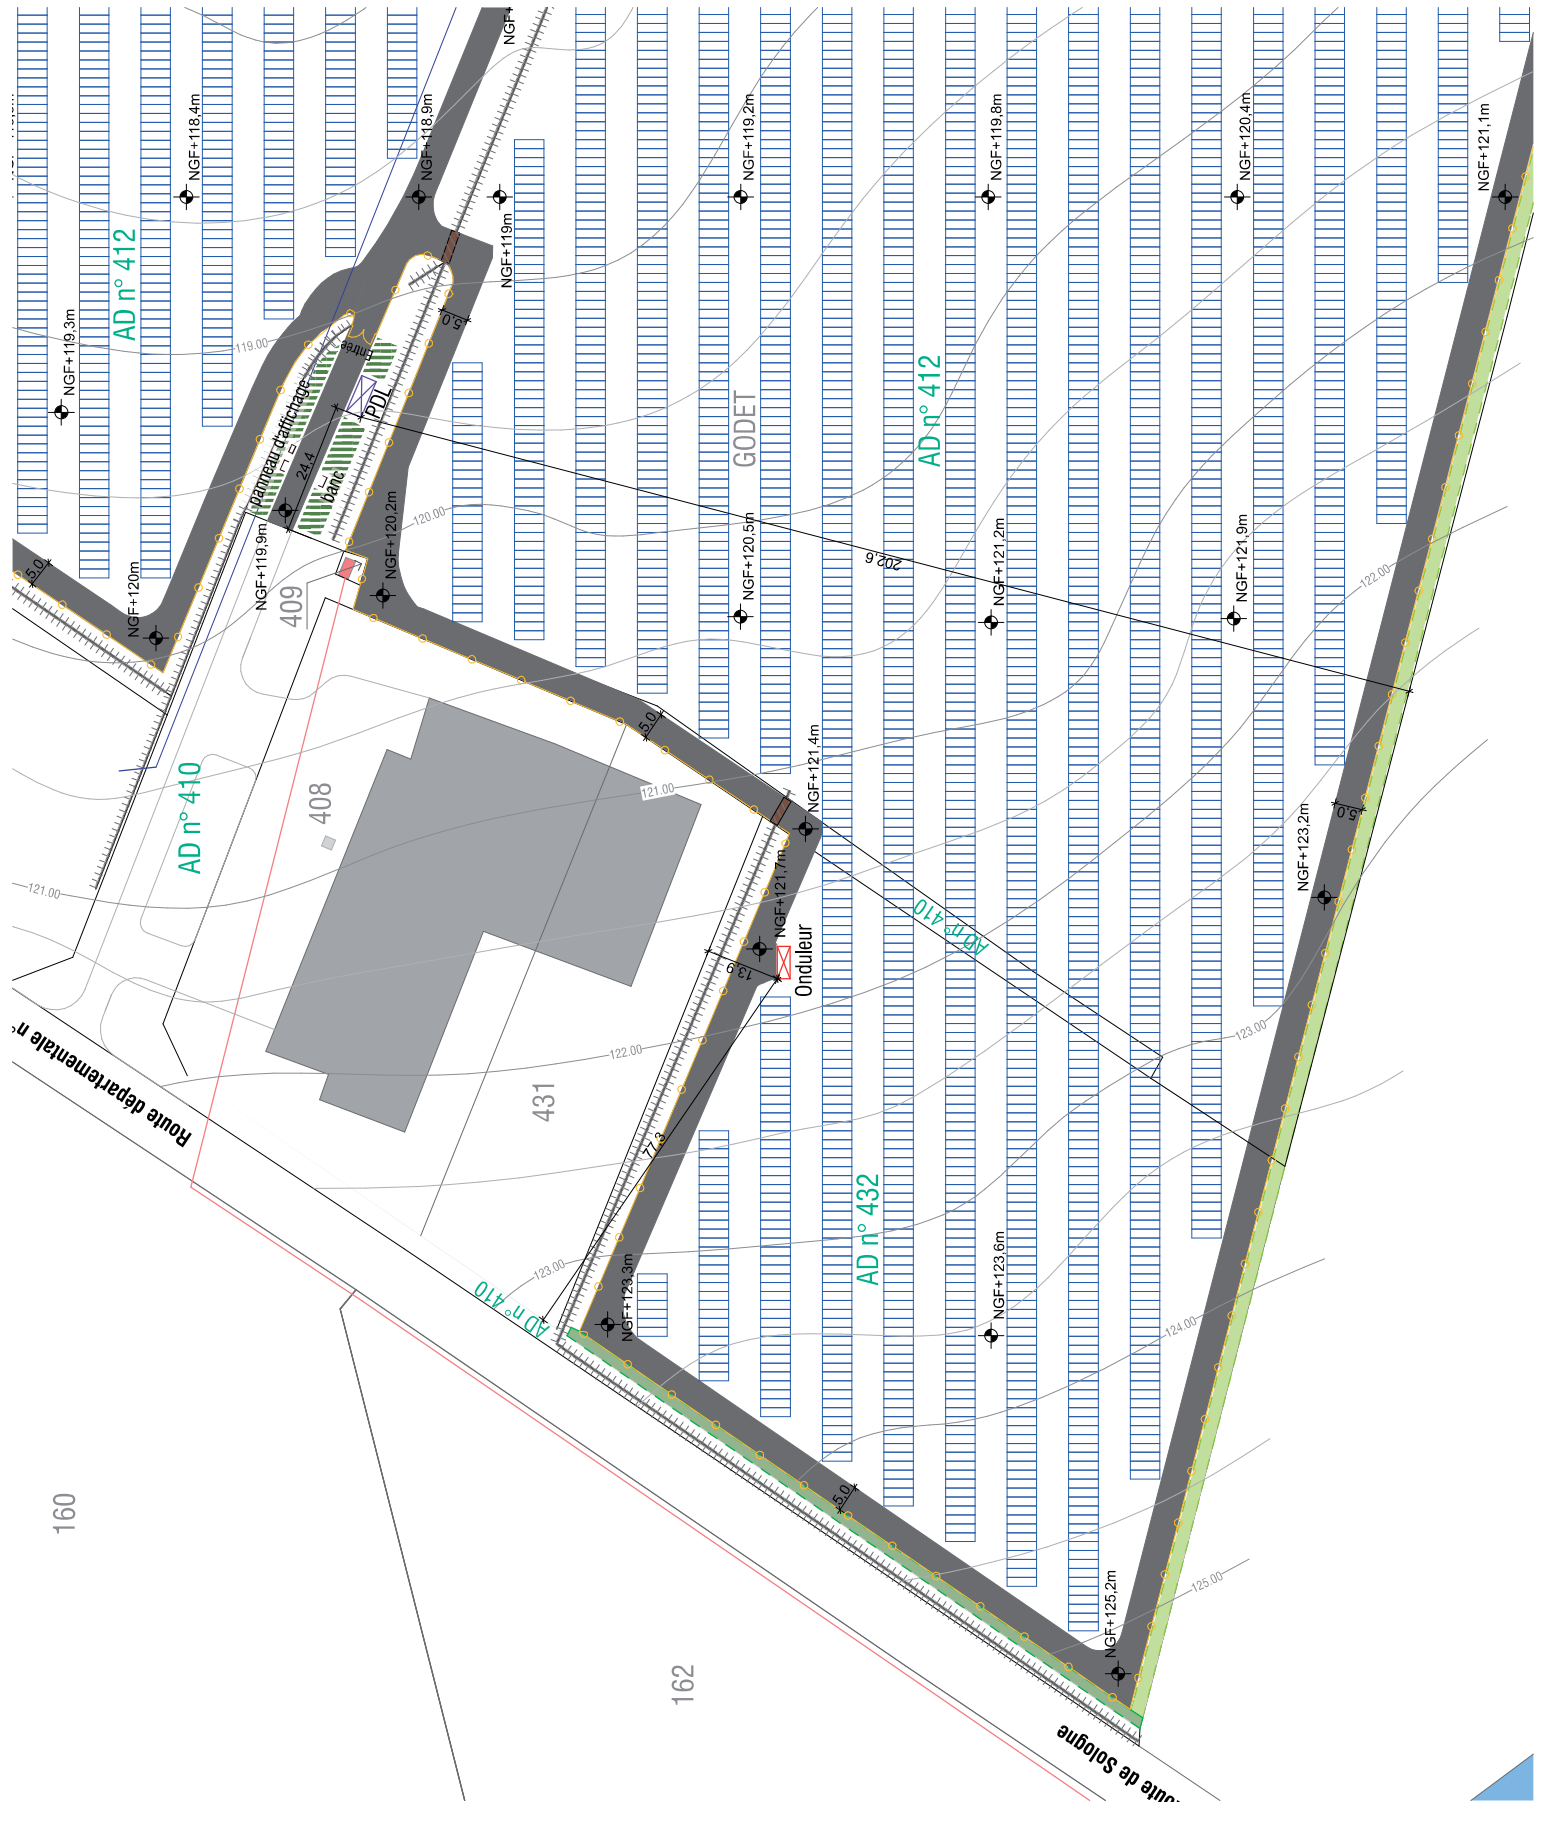 NGF+118,4m
NGF+118,9m
NGF+119,2m
NGF+119,8m
NGF+120,4m
NGF+121,1m
AD n° 412
NGF+119m
NGF+119,3m
119.00
5.0
Entrée
PDL
panneau d'affichage
24.4
banc
GODET
AD n° 412
NGF+119,9m
NGF+120,2m
120.00
NGF+120,5m
202.6
NGF+121,2m
NGF+121,9m
122.00
5.0
NGF+120m
409
5.0
NGF+121,4m
121.00
408
AD n° 410
121.00
5.0
NGF+123,2m
NGF+121,7m
13.9
Onduleur
AD n° 410
123.00
122.00
431
Route départementale n°
77.3
AD n° 432
123.00
NGF+123,3m
AD n° 410
NGF+123,6m
124.00
5.0
160
125.00
NGF+125,2m
162
oute de Sologne